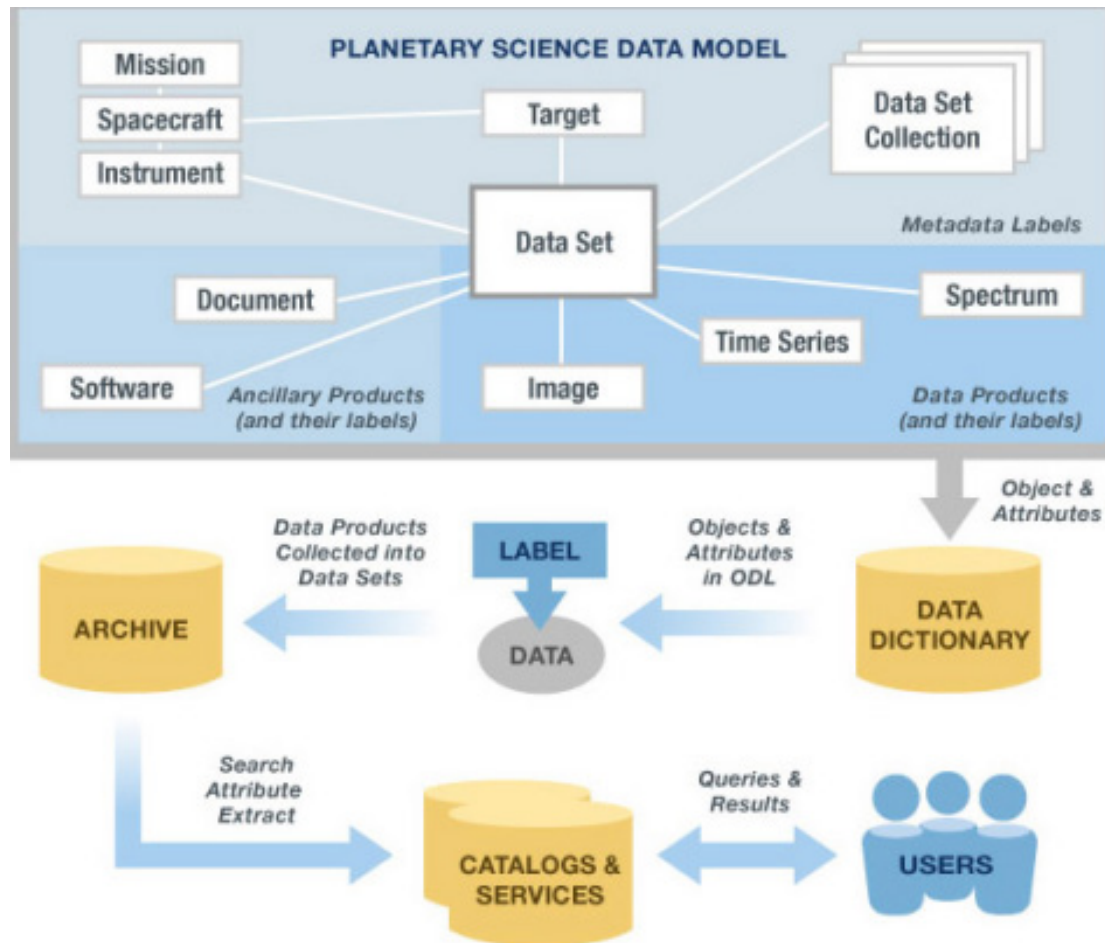 PLANETARY SCIENCE DATA MODEL
Mission
Spacecraft
Instrument
Target
Data Set
Collection
Metadata Labels
Data Set
Document
Software
Ancillary Products
(and their labels)
Image
Time Series
Spectrum
Data Products
(and their labels)
Object &
Attributes
DATA
DICTIONARY
Objects &
Attributes
in ODL
LABEL
DATA
Data Products
Collected into
Data Sets
ARCHIVE
Search
Attribute
Extract
CATALOGS &
SERVICES
Queries &
Results
USERS